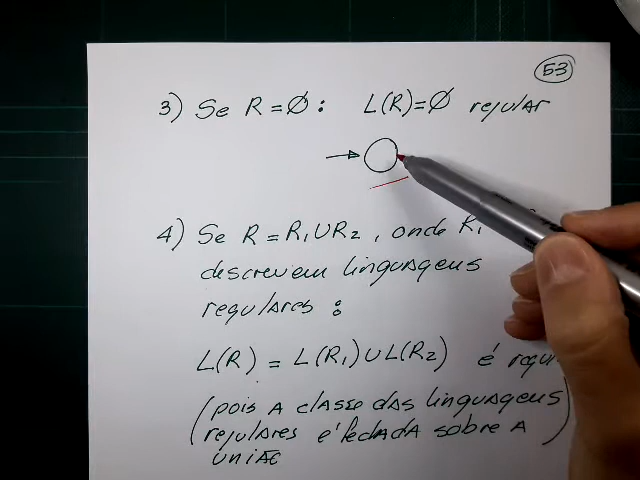 53
3) Se R = Ø : L(R) = Ø regular
4) Se R = R₁ U R₂ , onde R₁
descrevem linguagens
regulares :
L(R) = L(R₁) U L(R₂) é regu
(pois a classe das linguagens
regulares é fechada sobre a)
união